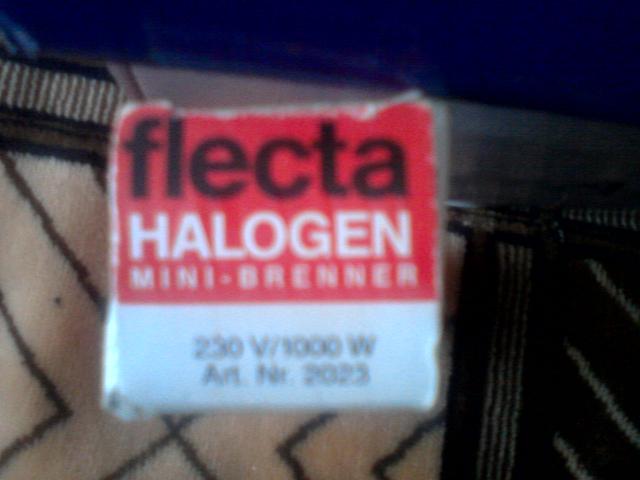 flecta
HALOGEN
MINI-BRENNER
230 V/1000 W
Art. Nr. 2023